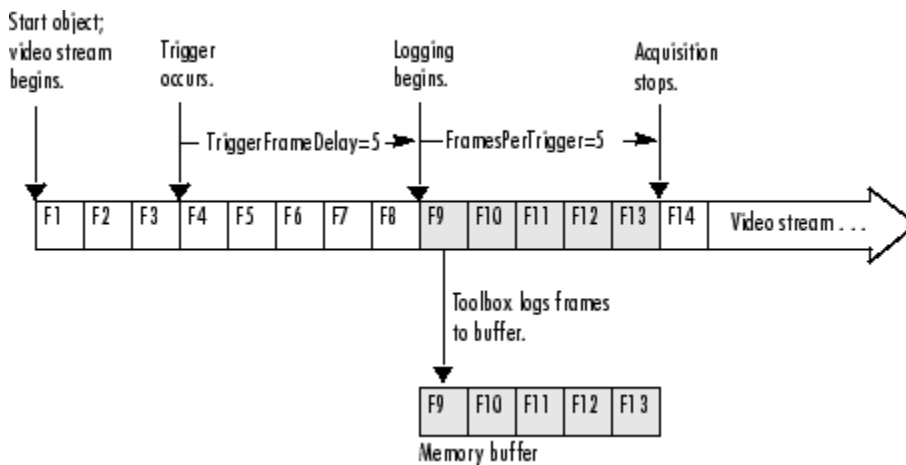 Start object;
video stream
begins.
Trigger
occurs.
Logging
begins.
Acquisition
stops.
TriggerFrameDelay=5
FramesPerTrigger=5
F1 F2 F3 F4 F5 F6 F7 F8 F9 F10 F11 F12 F13 F14 Video stream . . .
Toolbox logs frames
to buffer.
F9 F10 F11 F12 F13
Memory buffer